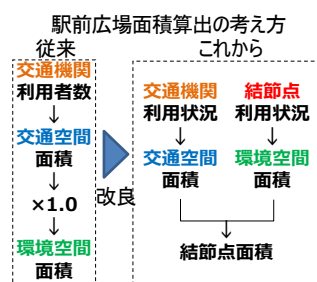 駅前広場面積算出の考え方
従来
交通機関
利用者数
↓
交通空間
面積
↓
×1.0
↓
環境空間
面積
改良
これから
交通機関
利用状況
↓
交通空間
面積
結節点
利用状況
↓
環境空間
面積
↓
結節点面積